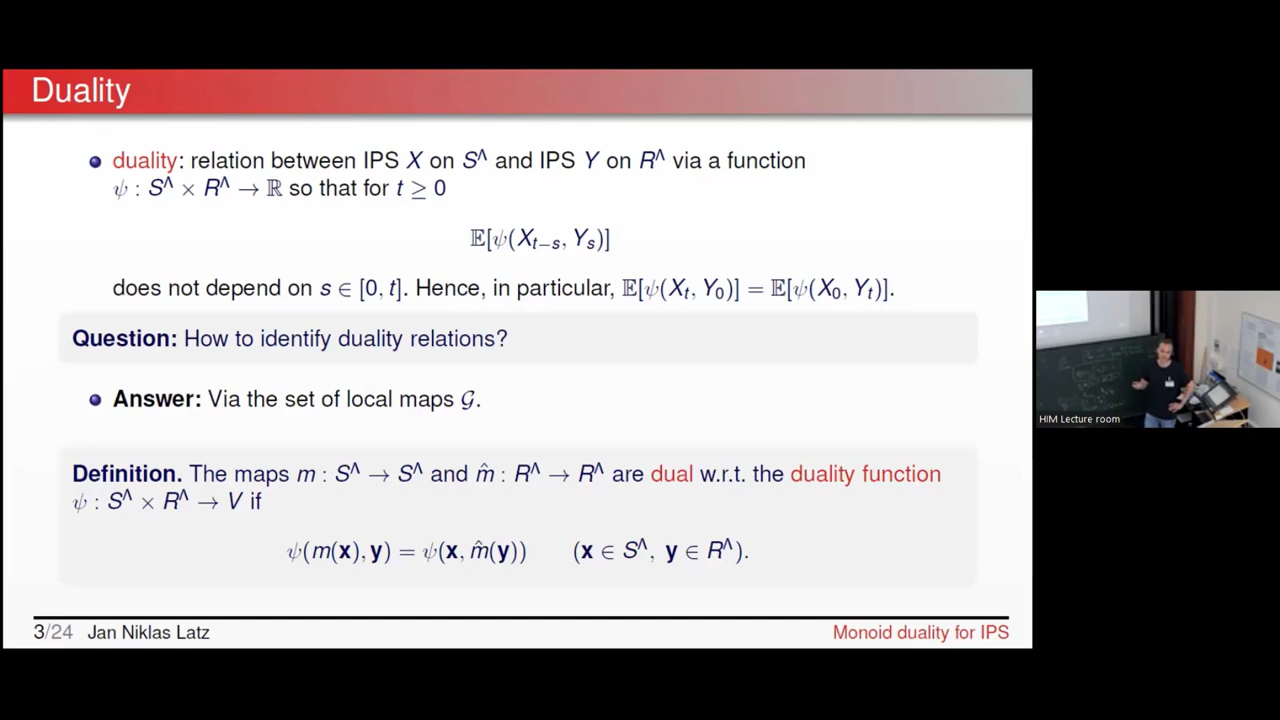 Duality
duality: relation between IPS X on S^Λ and IPS Y on R^Λ via a function
ψ : S^Λ × R^Λ → ℝ so that for t ≥ 0
𝔼[ψ(X_{t−s}, Y_s)]
does not depend on s ∈ [0, t]. Hence, in particular, 𝔼[ψ(X_t, Y_0)] = 𝔼[ψ(X_0, Y_t)].
Question: How to identify duality relations?
Answer: Via the set of local maps 𝒢.
Definition. The maps m : S^Λ → S^Λ and m̂ : R^Λ → R^Λ are dual w.r.t. the duality function
ψ : S^Λ × R^Λ → V if
ψ(m(x), y) = ψ(x, m̂(y)) (x ∈ S^Λ, y ∈ R^Λ).
3/24 Jan Niklas Latz Monoid duality for IPS
HIM Lecture room